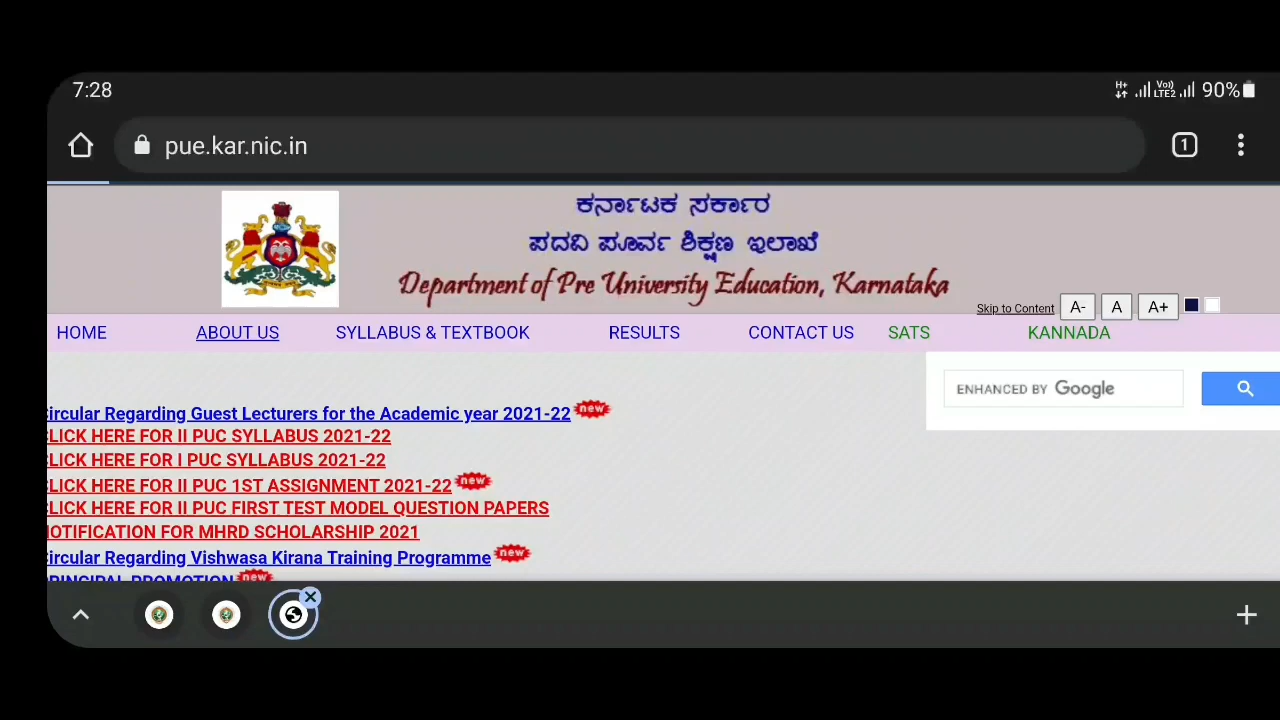 7:28
H+ Vo)) LTE2 90%
1
pue.kar.nic.in
ಕರ್ನಾಟಕ ಸರ್ಕಾರ
ಪದವಿ ಪೂರ್ವ ಶಿಕ್ಷಣ ಇಲಾಖೆ
Department of Pre University Education, Karnataka
Skip to Content A- A A+
HOME ABOUT US SYLLABUS & TEXTBOOK RESULTS CONTACT US SATS KANNADA
ENHANCED BY Google
ircular Regarding Guest Lecturers for the Academic year 2021-22 new
LICK HERE FOR II PUC SYLLABUS 2021-22
LICK HERE FOR I PUC SYLLABUS 2021-22
LICK HERE FOR II PUC 1ST ASSIGNMENT 2021-22 new
LICK HERE FOR II PUC FIRST TEST MODEL QUESTION PAPERS
OTIFICATION FOR MHRD SCHOLARSHIP 2021
ircular Regarding Vishwasa Kirana Training Programme new
RINCIPAL PROMOTION new